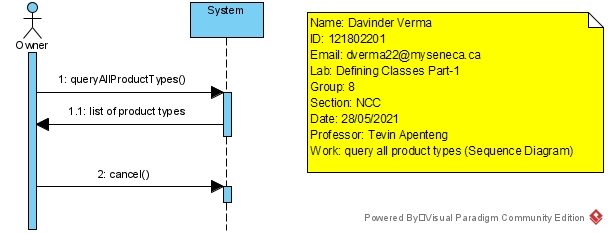 System
Owner
1: queryAllProductTypes()
1.1: list of product types
2: cancel()
Name: Davinder Verma
ID: 121802201
Email: dverma22@myseneca.ca
Lab: Defining Classes Part-1
Group: 8
Section: NCC
Date: 28/05/2021
Professor: Tevin Apenteng
Work: query all product types (Sequence Diagram)
Powered By□Visual Paradigm Community Edition